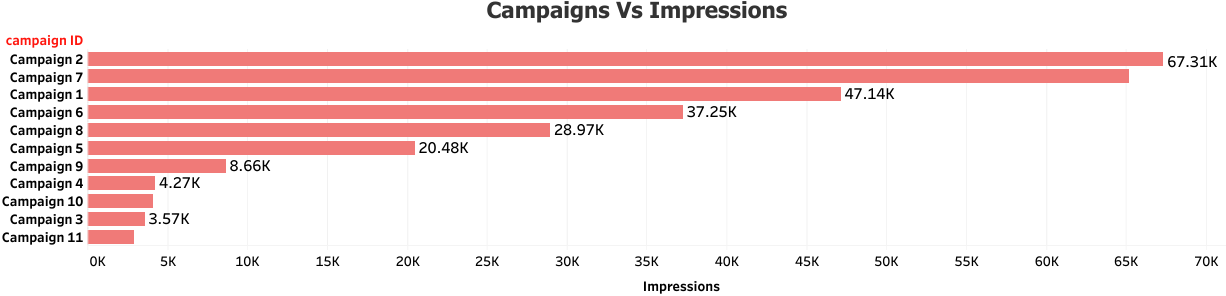 Campaigns Vs Impressions
campaign ID
Campaign 2 67.31K
Campaign 7
Campaign 1 47.14K
Campaign 6 37.25K
Campaign 8 28.97K
Campaign 5 20.48K
Campaign 9 8.66K
Campaign 4 4.27K
Campaign 10
Campaign 3 3.57K
Campaign 11
0K 5K 10K 15K 20K 25K 30K 35K 40K 45K 50K 55K 60K 65K 70K
Impressions